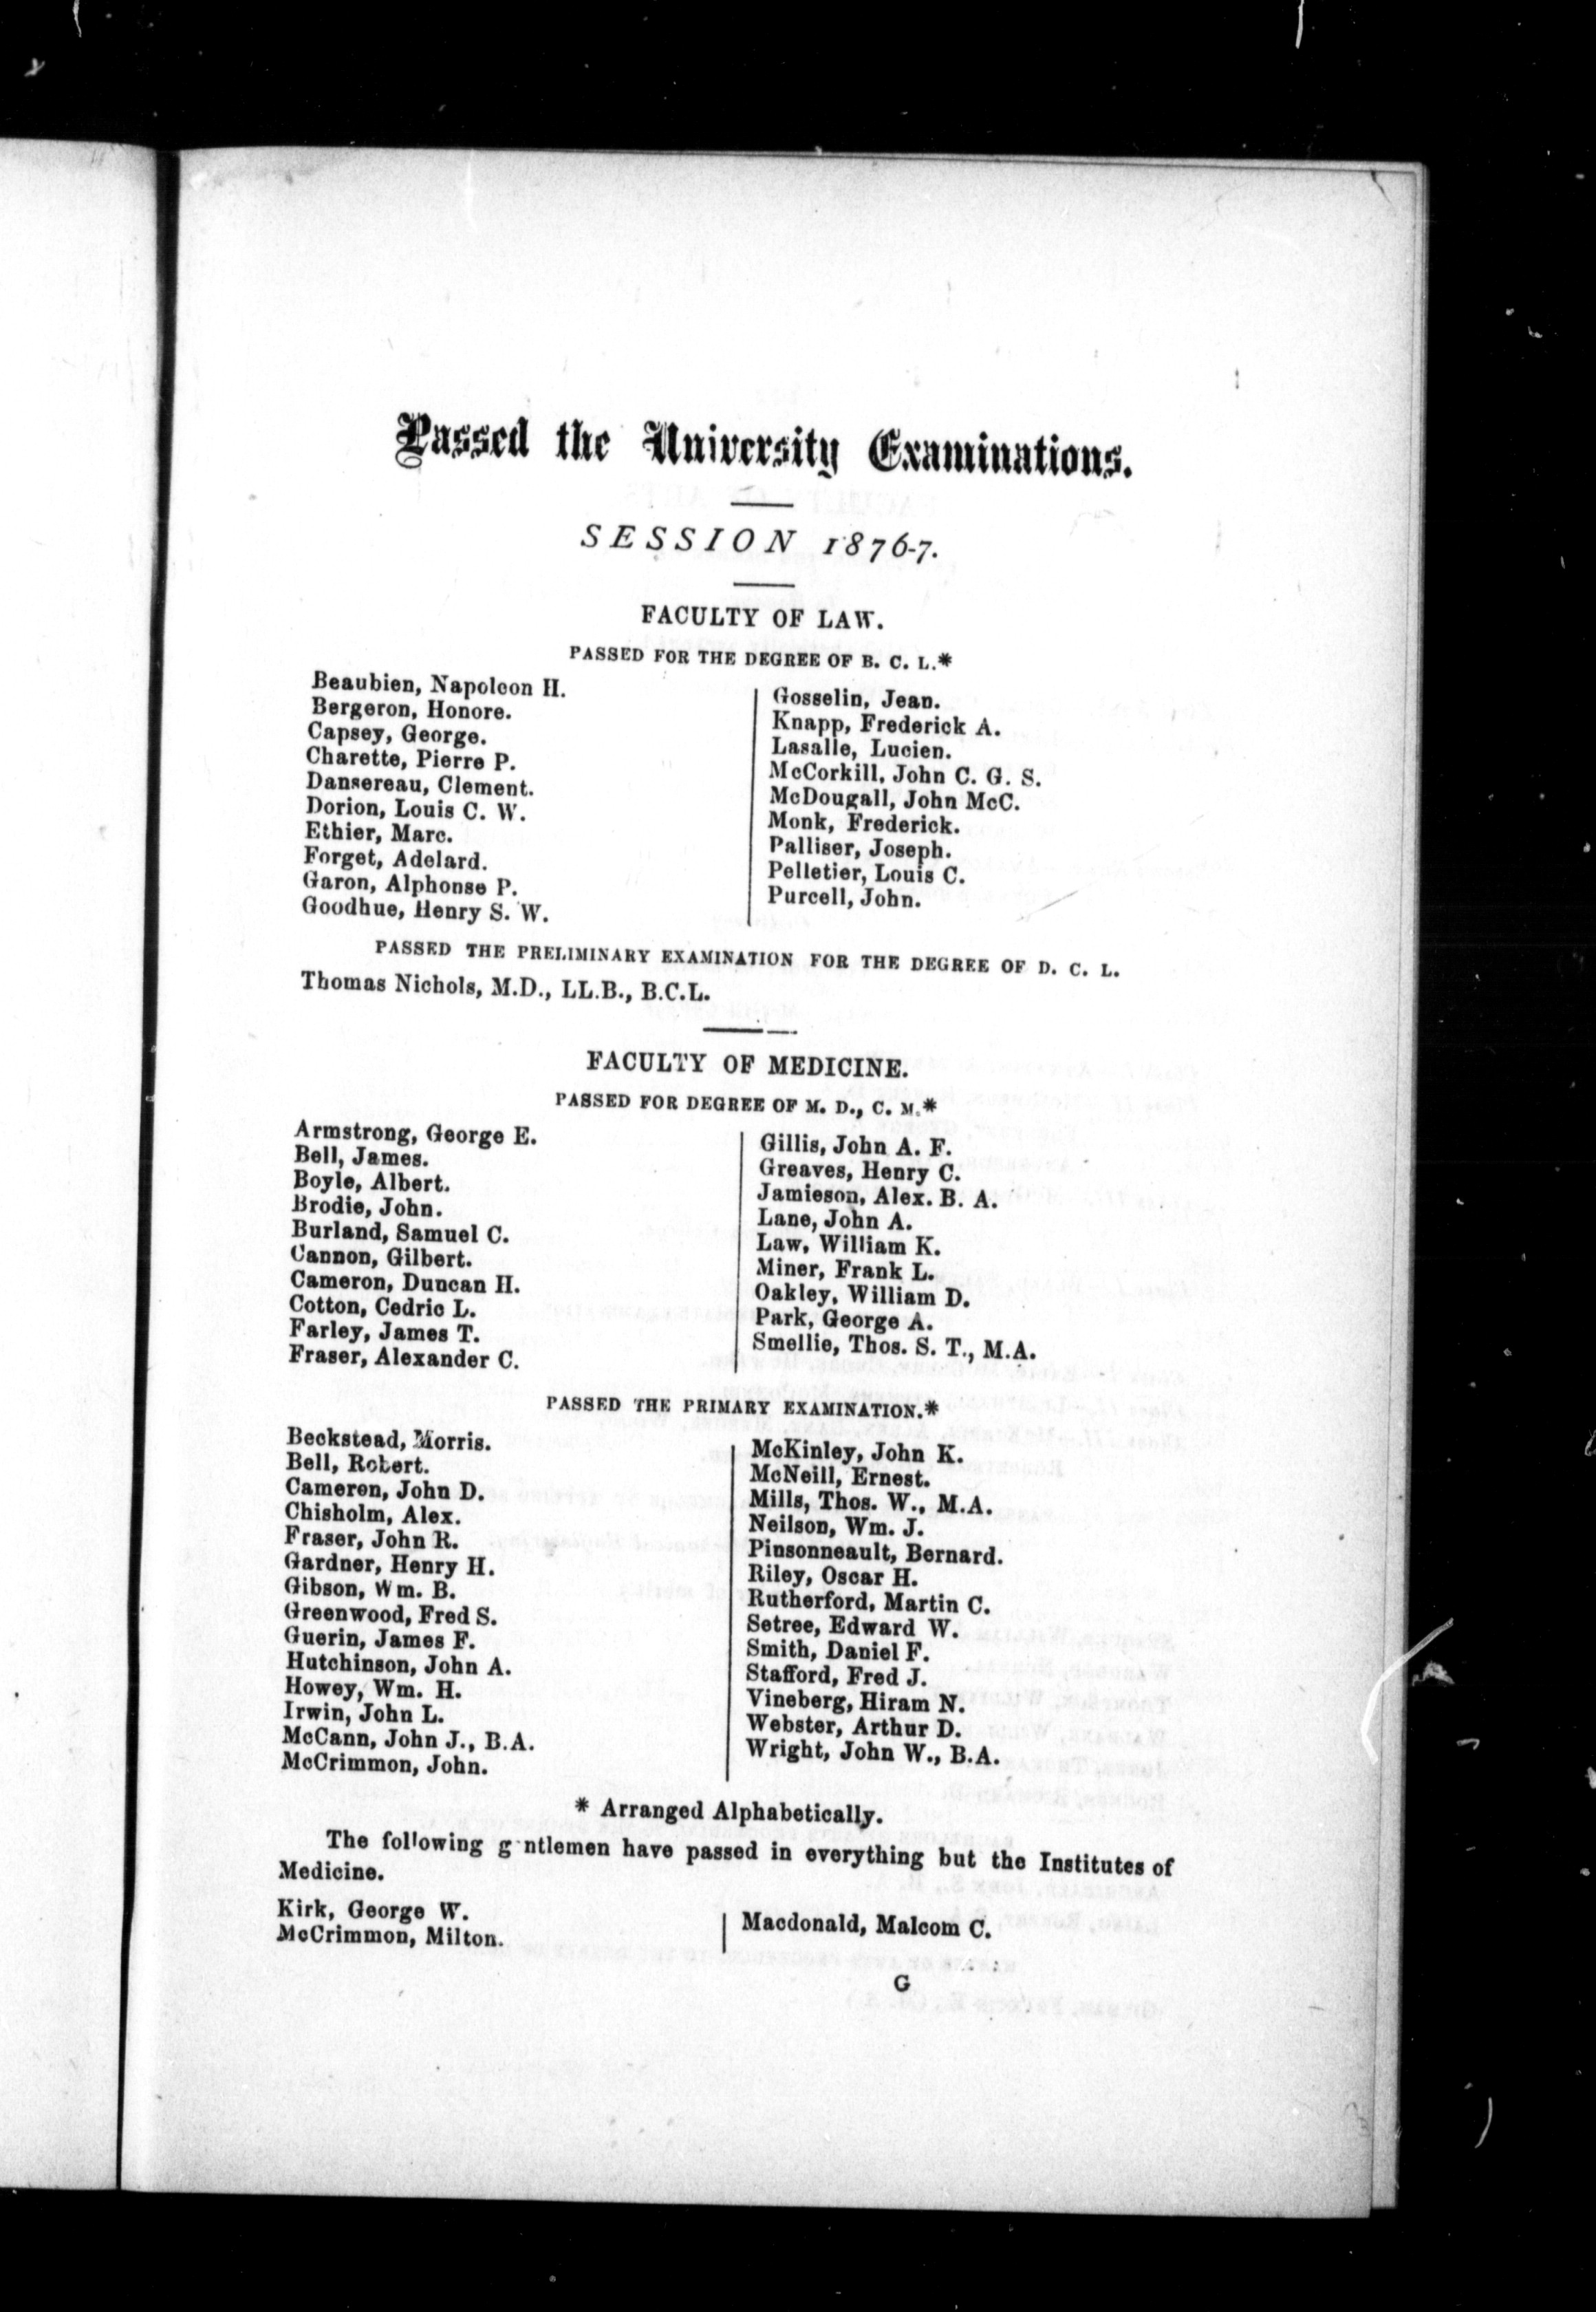 Passed the University Examinations.
SESSION 1876-7.
FACULTY OF LAW.
PASSED FOR THE DEGREE OF B. C. L.*
Beaubien, Napoleon H.
Bergeron, Honore.
Capsey, George.
Charette, Pierre P.
Dansereau, Clement.
Dorion, Louis C. W.
Ethier, Marc.
Forget, Adelard.
Garon, Alphonse P.
Goodhue, Henry S. W.
Gosselin, Jean.
Knapp, Frederick A.
Lasalle, Lucien.
McCorkill, John C. G. S.
McDougall, John McC.
Monk, Frederick.
Palliser, Joseph.
Pelletier, Louis C.
Purcell, John.
PASSED THE PRELIMINARY EXAMINATION FOR THE DEGREE OF D. C. L.
Thomas Nichols, M.D., LL.B., B.C.L.
FACULTY OF MEDICINE.
PASSED FOR DEGREE OF M. D., C. M.*
Armstrong, George E.
Bell, James.
Boyle, Albert.
Brodie, John.
Burland, Samuel C.
Cannon, Gilbert.
Cameron, Duncan H.
Cotton, Cedric L.
Farley, James T.
Fraser, Alexander C.
Gillis, John A. F.
Greaves, Henry C.
Jamieson, Alex. B. A.
Lane, John A.
Law, William K.
Miner, Frank L.
Oakley, William D.
Park, George A.
Smellie, Thos. S. T., M.A.
PASSED THE PRIMARY EXAMINATION.*
Beckstead, Morris.
Bell, Robert.
Cameron, John D.
Chisholm, Alex.
Fraser, John R.
Gardner, Henry H.
Gibson, Wm. B.
Greenwood, Fred S.
Guerin, James F.
Hutchinson, John A.
Howey, Wm. H.
Irwin, John L.
McCann, John J., B.A.
McCrimmon, John.
McKinley, John K.
McNeill, Ernest.
Mills, Thos. W., M.A.
Neilson, Wm. J.
Pinsonneault, Bernard.
Riley, Oscar H.
Rutherford, Martin C.
Setree, Edward W.
Smith, Daniel F.
Stafford, Fred J.
Vineberg, Hiram N.
Webster, Arthur D.
Wright, John W., B.A.
* Arranged Alphabetically.
The following g ntlemen have passed in everything but the Institutes of
Medicine.
Kirk, George W.
McCrimmon, Milton.
Macdonald, Malcom C.
G